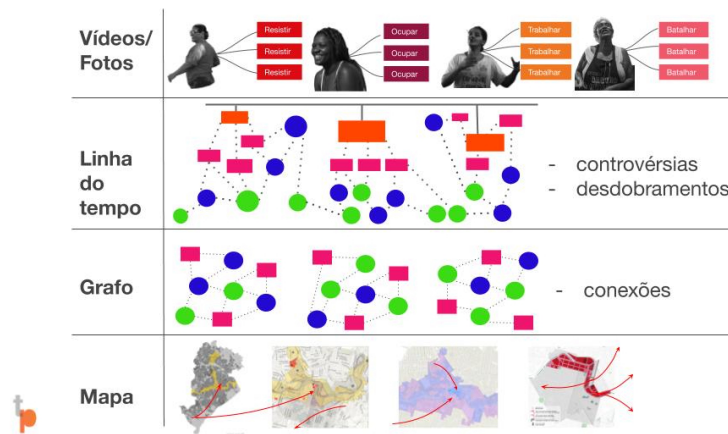 Vídeos/
Fotos
Resistir
Resistir
Resistir
Ocupar
Ocupar
Ocupar
Trabalhar
Trabalhar
Trabalhar
Batalhar
Batalhar
Batalhar
Linha
do
tempo
- controvérsias
- desdobramentos
Grafo
- conexões
Mapa
tp